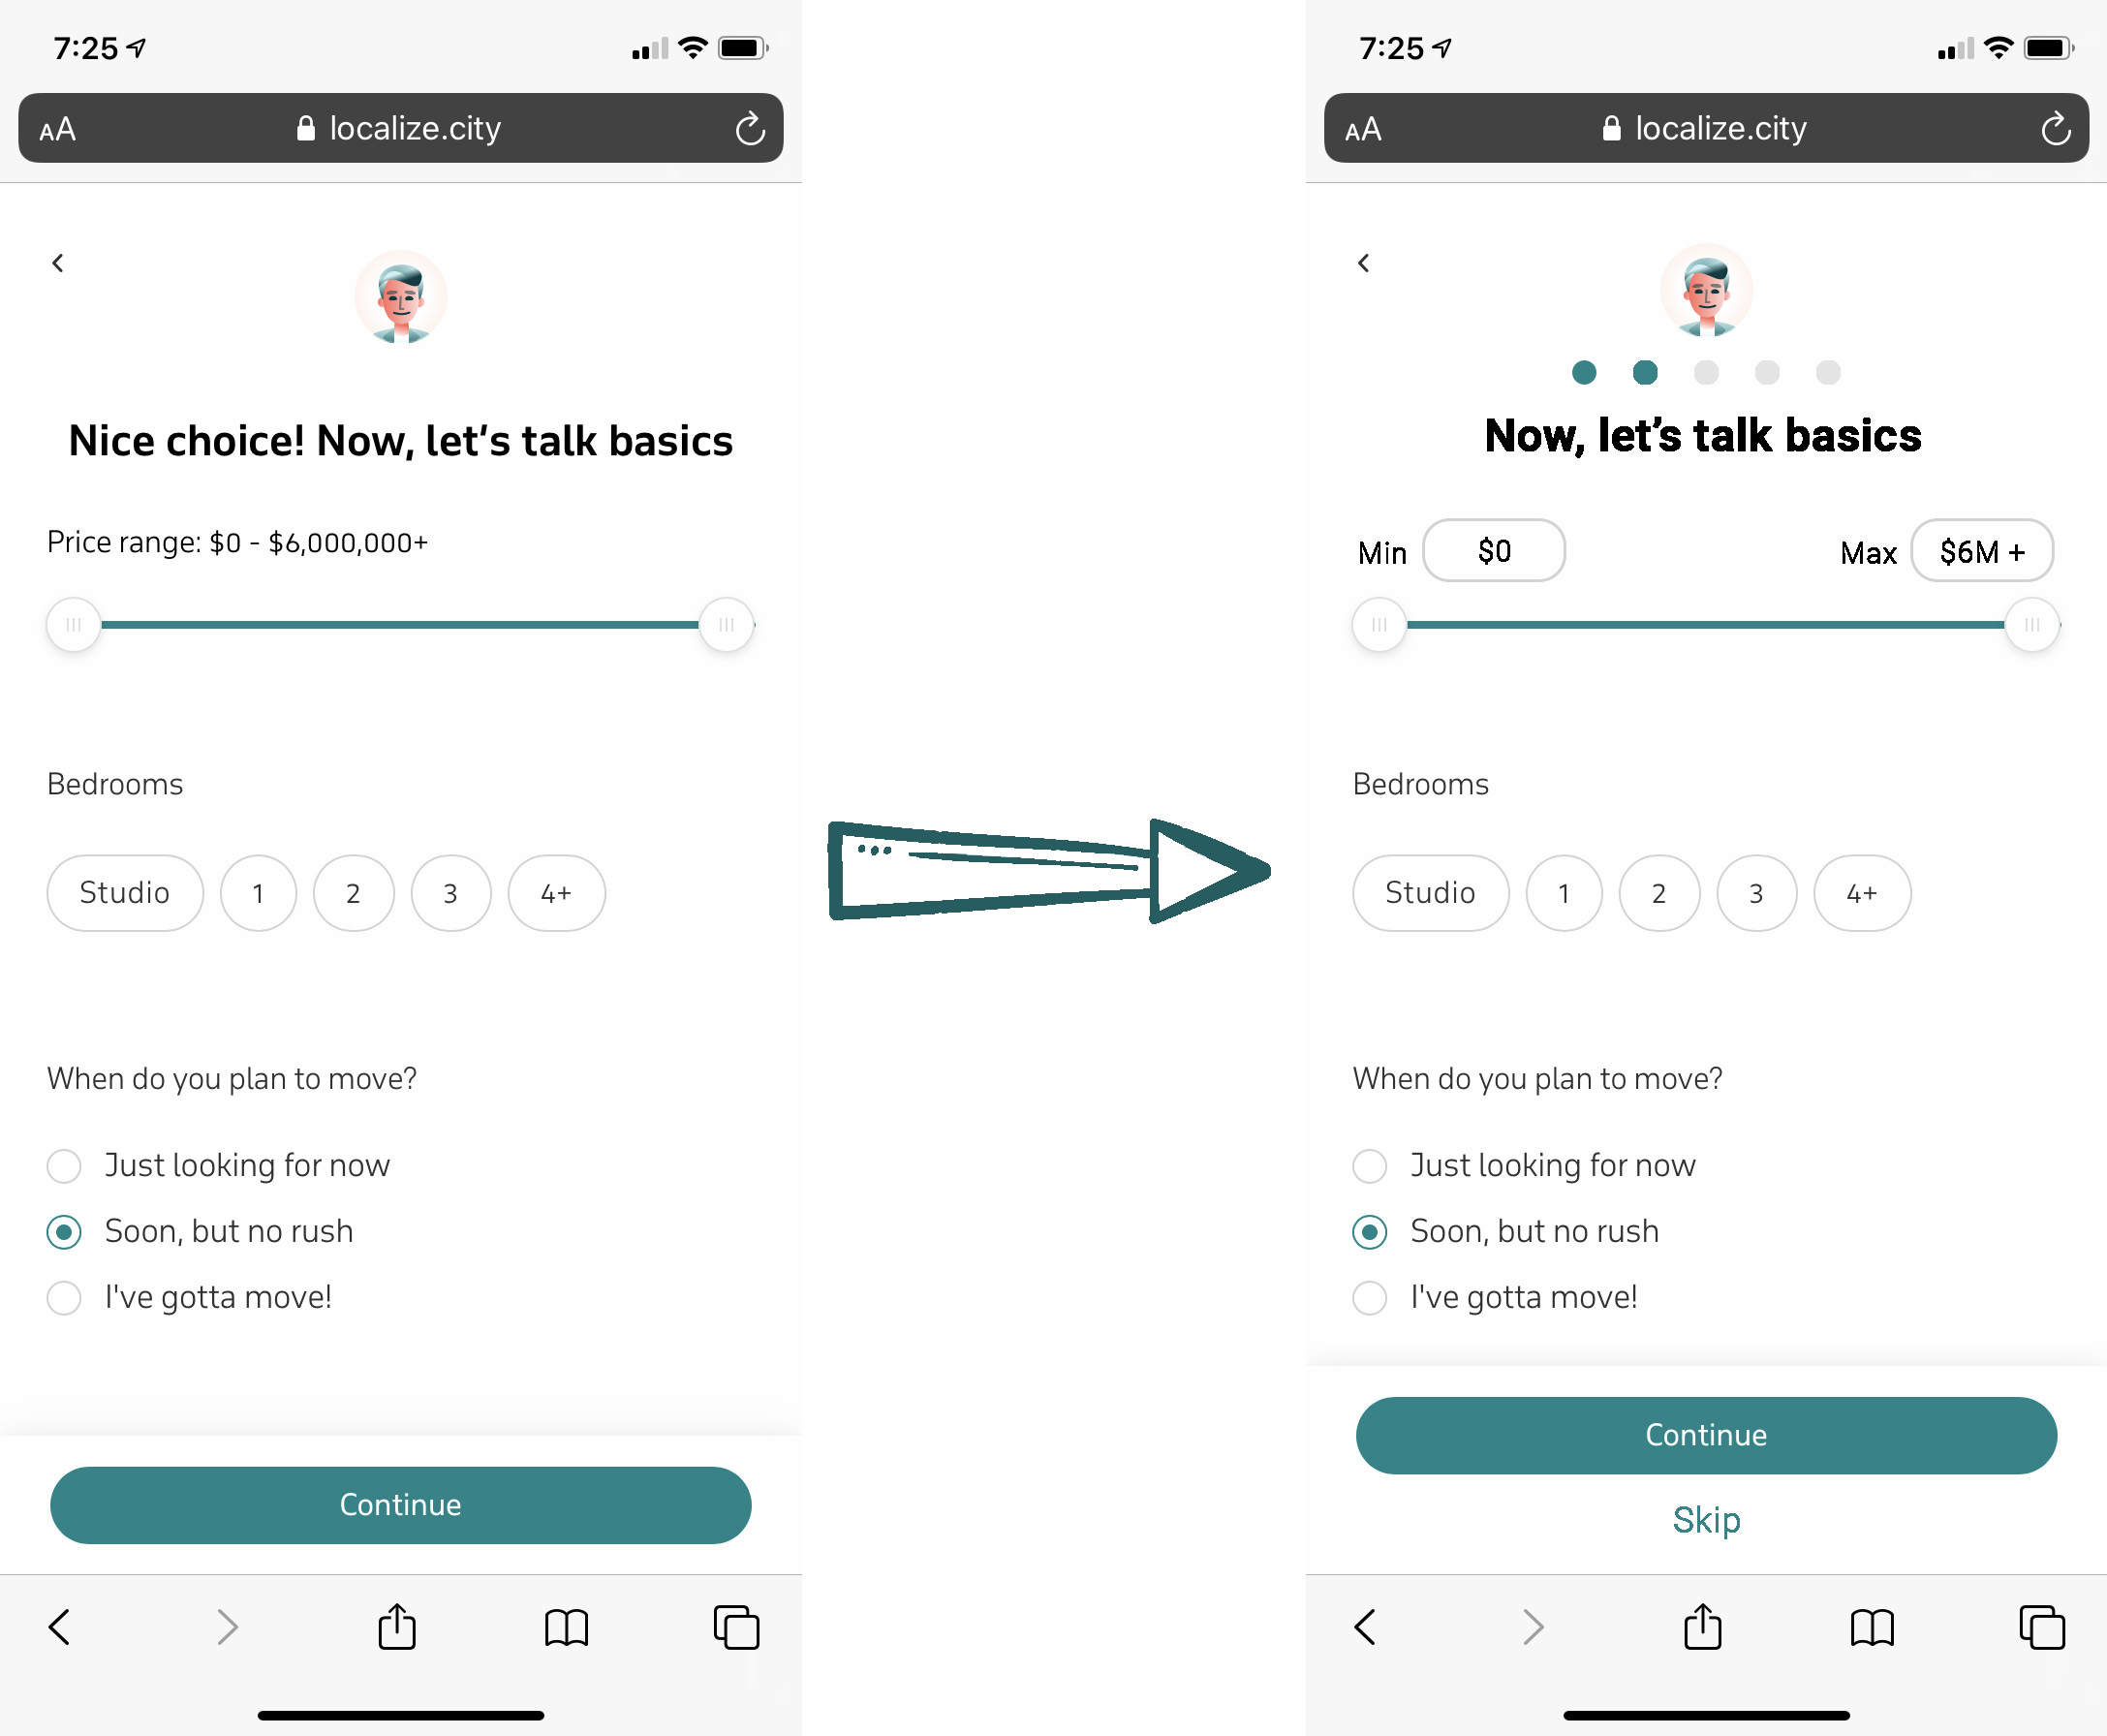 7:25
AA localize.city
Nice choice! Now, let's talk basics
Price range: $0 - $6,000,000+
Bedrooms
Studio 1 2 3 4+
When do you plan to move?
Just looking for now
Soon, but no rush
I've gotta move!
Continue
7:25
AA localize.city
Now, let's talk basics
Min $0 Max $6M +
Bedrooms
Studio 1 2 3 4+
When do you plan to move?
Just looking for now
Soon, but no rush
I've gotta move!
Continue
Skip